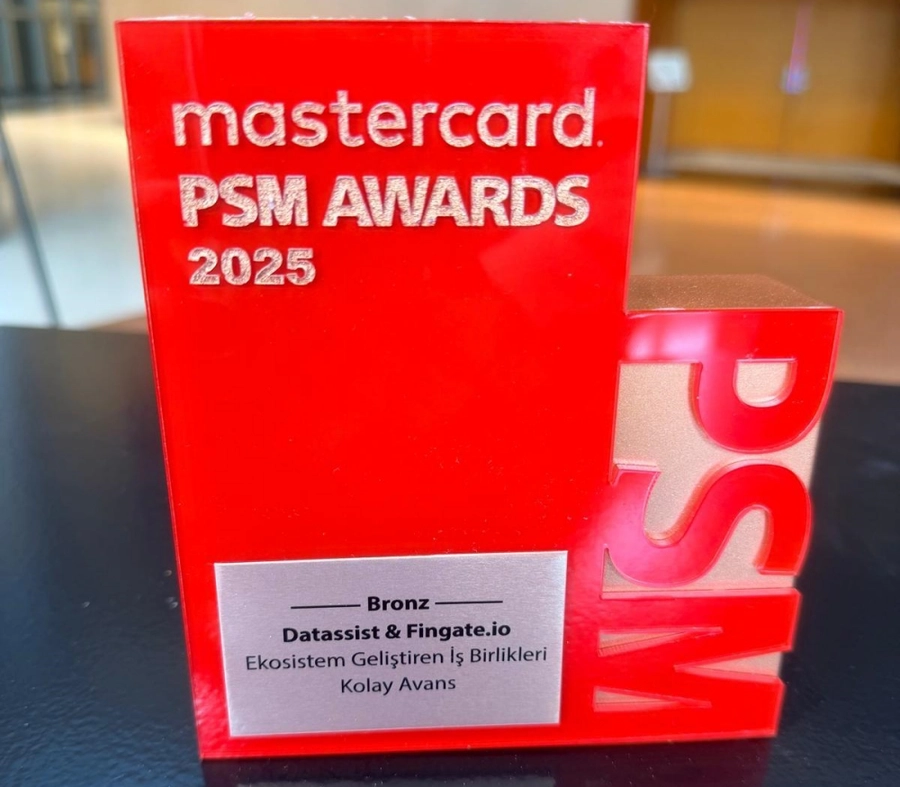 mastercard.
PSM AWARDS
2025
PSM
Bronz
Datassist & Fingate.io
Ekosistem Geliştiren İş Birlikleri
Kolay Avans